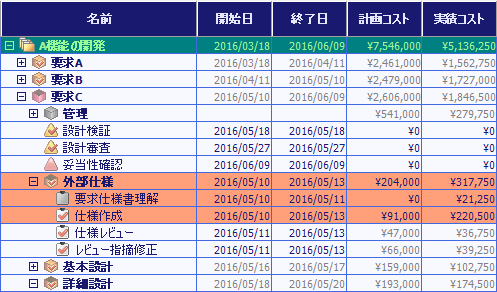 名前 開始日 終了日 計画コスト 実績コスト
A機能の開発 2016/03/18 2016/06/09 ¥7,546,000 ¥5,136,250
要求A 2016/03/18 2016/04/11 ¥2,461,000 ¥1,562,750
要求B 2016/04/11 2016/05/10 ¥2,479,000 ¥1,727,000
要求C 2016/05/10 2016/06/09 ¥2,606,000 ¥1,846,500
管理 ¥541,000 ¥279,750
設計検証 2016/05/18 2016/05/18 ¥0 ¥0
設計審査 2016/05/27 2016/05/27 ¥0 ¥0
妥当性確認 2016/06/09 2016/06/09 ¥0 ¥0
外部仕様 2016/05/10 2016/05/13 ¥204,000 ¥317,750
要求仕様書理解 2016/05/10 2016/05/11 ¥0 ¥21,250
仕様作成 2016/05/10 2016/05/13 ¥91,000 ¥220,500
仕様レビュー 2016/05/11 2016/05/13 ¥47,000 ¥36,750
レビュー指摘修正 2016/05/11 2016/05/13 ¥66,000 ¥39,250
基本設計 2016/05/16 2016/05/17 ¥159,000 ¥102,750
詳細設計 2016/05/18 2016/05/20 ¥193,000 ¥174,500